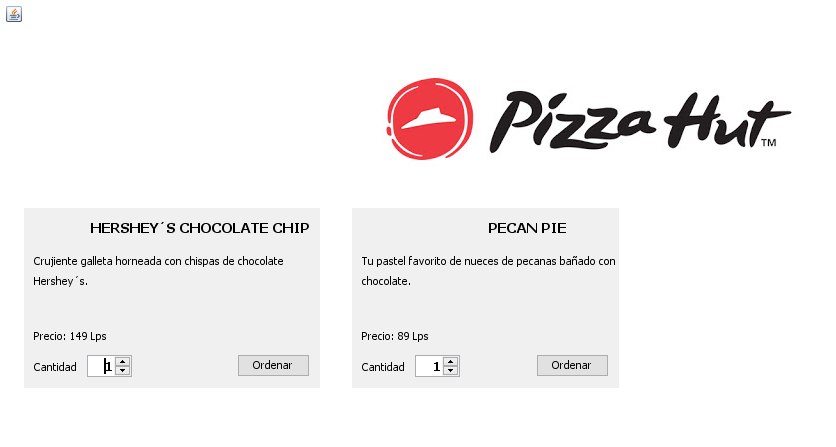 Pizza Hut TM
HERSHEY´S CHOCOLATE CHIP
Crujiente galleta horneada con chispas de chocolate
Hershey´s.
Precio: 149 Lps
Cantidad 1 Ordenar
PECAN PIE
Tu pastel favorito de nueces de pecanas bañado con
chocolate.
Precio: 89 Lps
Cantidad 1 Ordenar